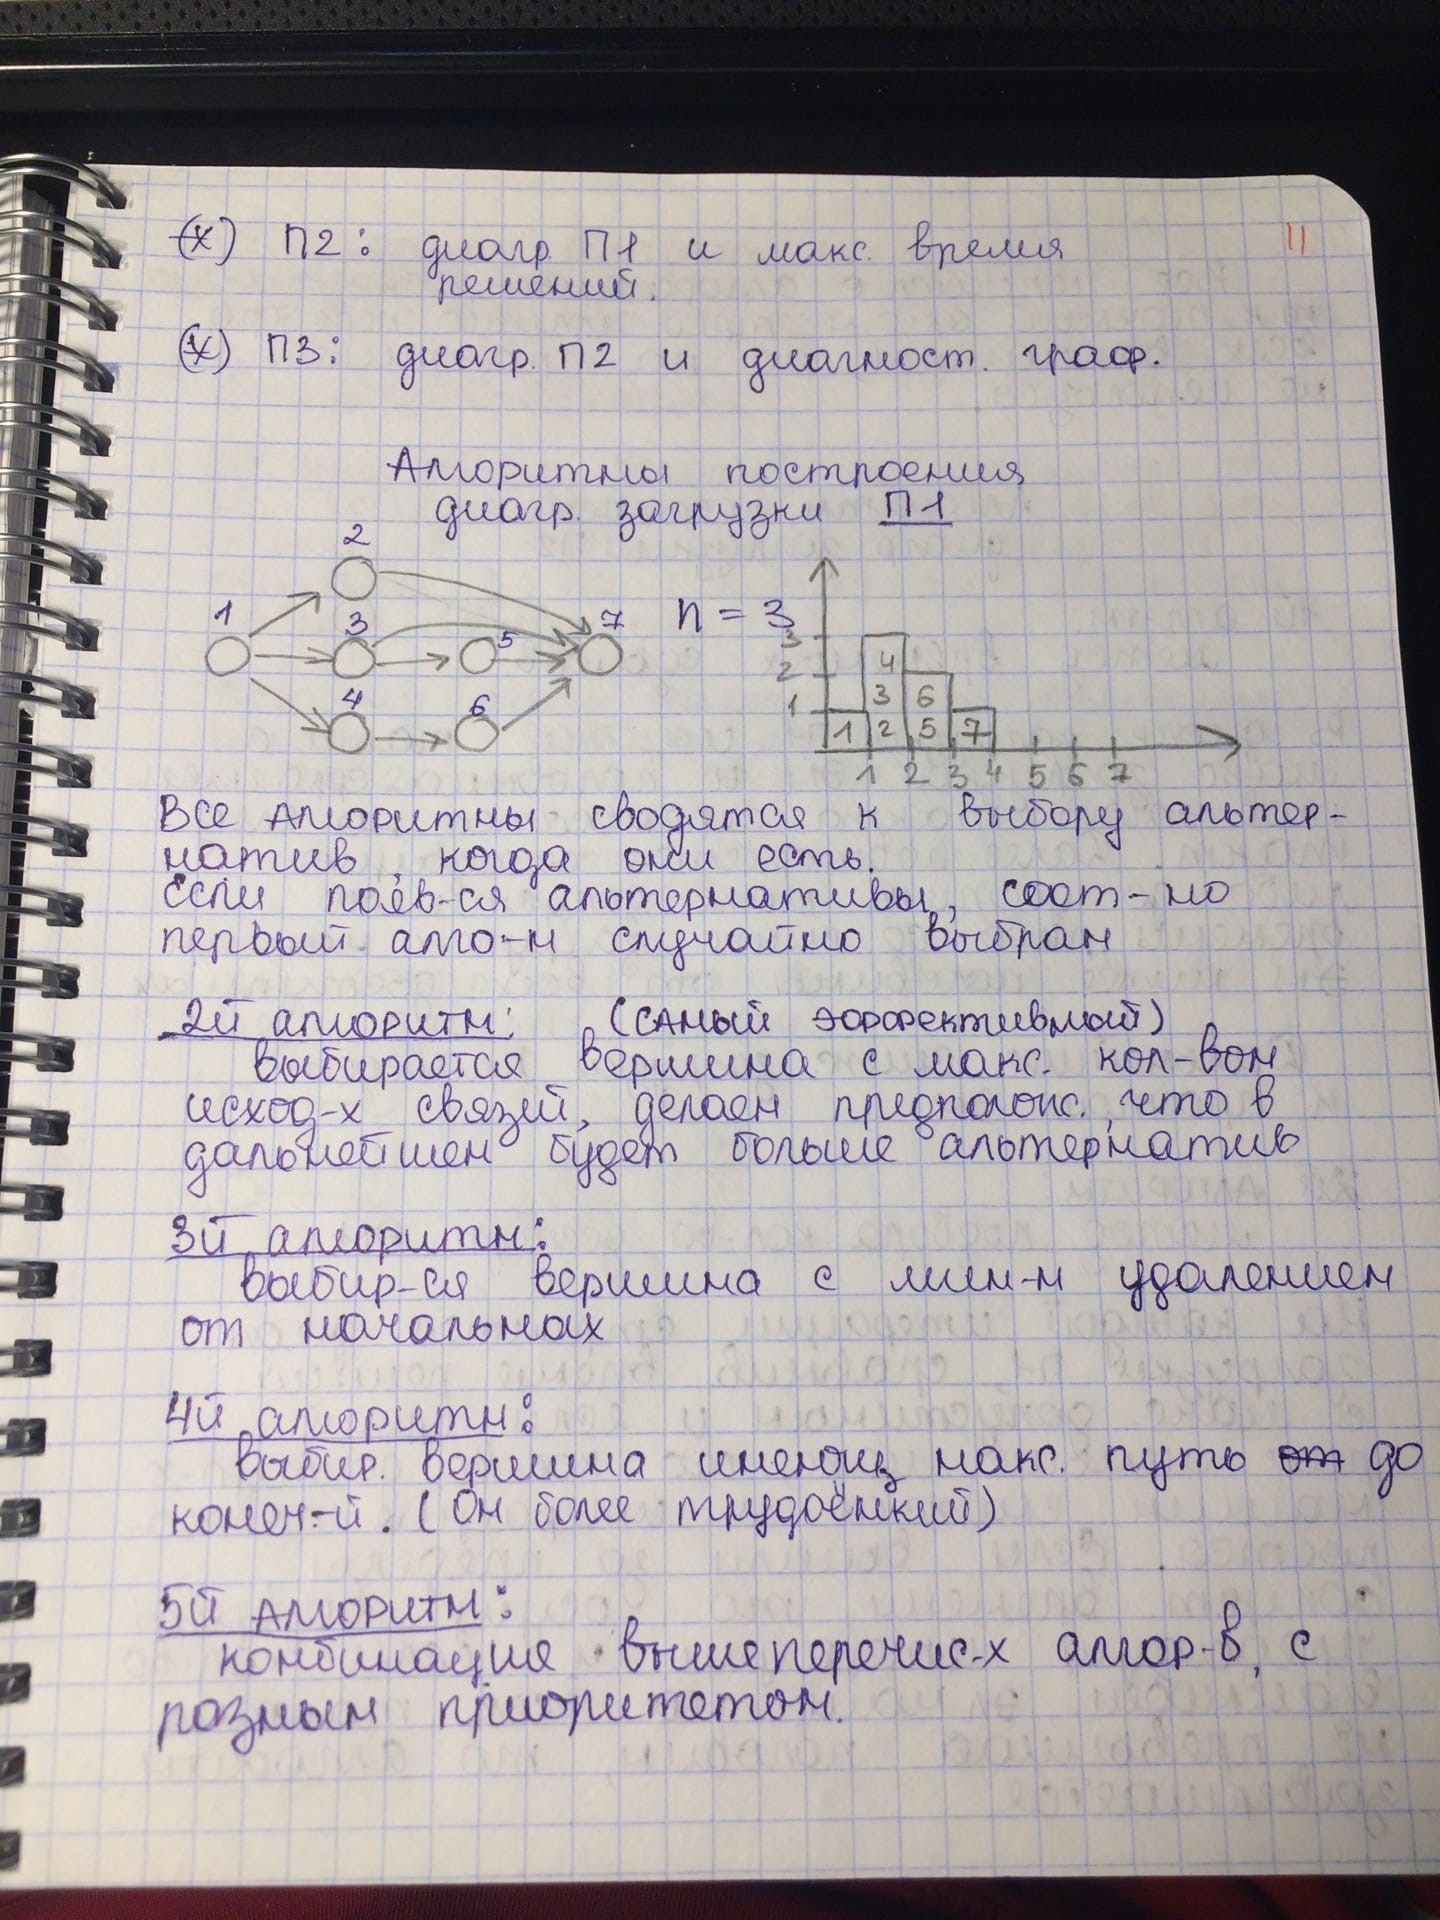 (х) П2: диагр. П1 и макс. время 11
решений.
(х) П3: диагр. П2 и диагност. граф.
Алгоритмы построения
диагр. загрузки П1
2
1 3 5 7
4 6
n = 3
3 4
2 3 6
1 1 2 5 7
1 2 3 4 5 6 7
Все алгоритмы сводятся к выбору альтер-
натив, когда они есть.
Если появ-ся альтернативы, соот-но
первый алго-м случайно выбран
2й алгоритм: (самый эффективный)
выбирается вершина с макс. кол-вом
исход-х связей, делаем предполож. что в
дальнейшем будет больше альтернатив
3й алгоритм:
выбир-ся вершина с мин-м удалением
от начальнах
4й алгоритм:
выбир. вершина имеющ макс. путь от до
конеч-й. (Он более трудоёмкий)
5й алгоритм:
комбинация вышеперечис-х алгор-в, с
разным приоритетом.